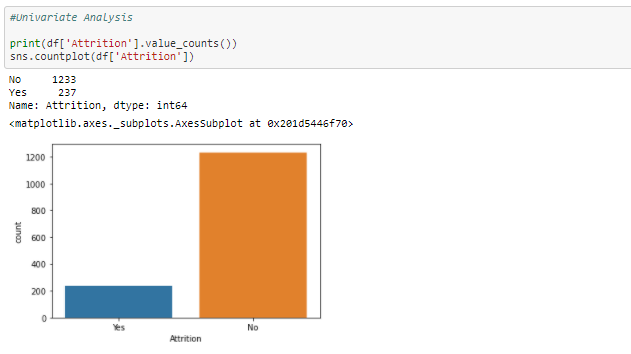 #Univariate Analysis
print(df['Attrition'].value_counts())
sns.countplot(df['Attrition'])
No 1233
Yes 237
Name: Attrition, dtype: int64
<matplotlib.axes._subplots.AxesSubplot at 0x201d5446f70>
1200
1000
800
600
400
200
0
count
Yes No
Attrition